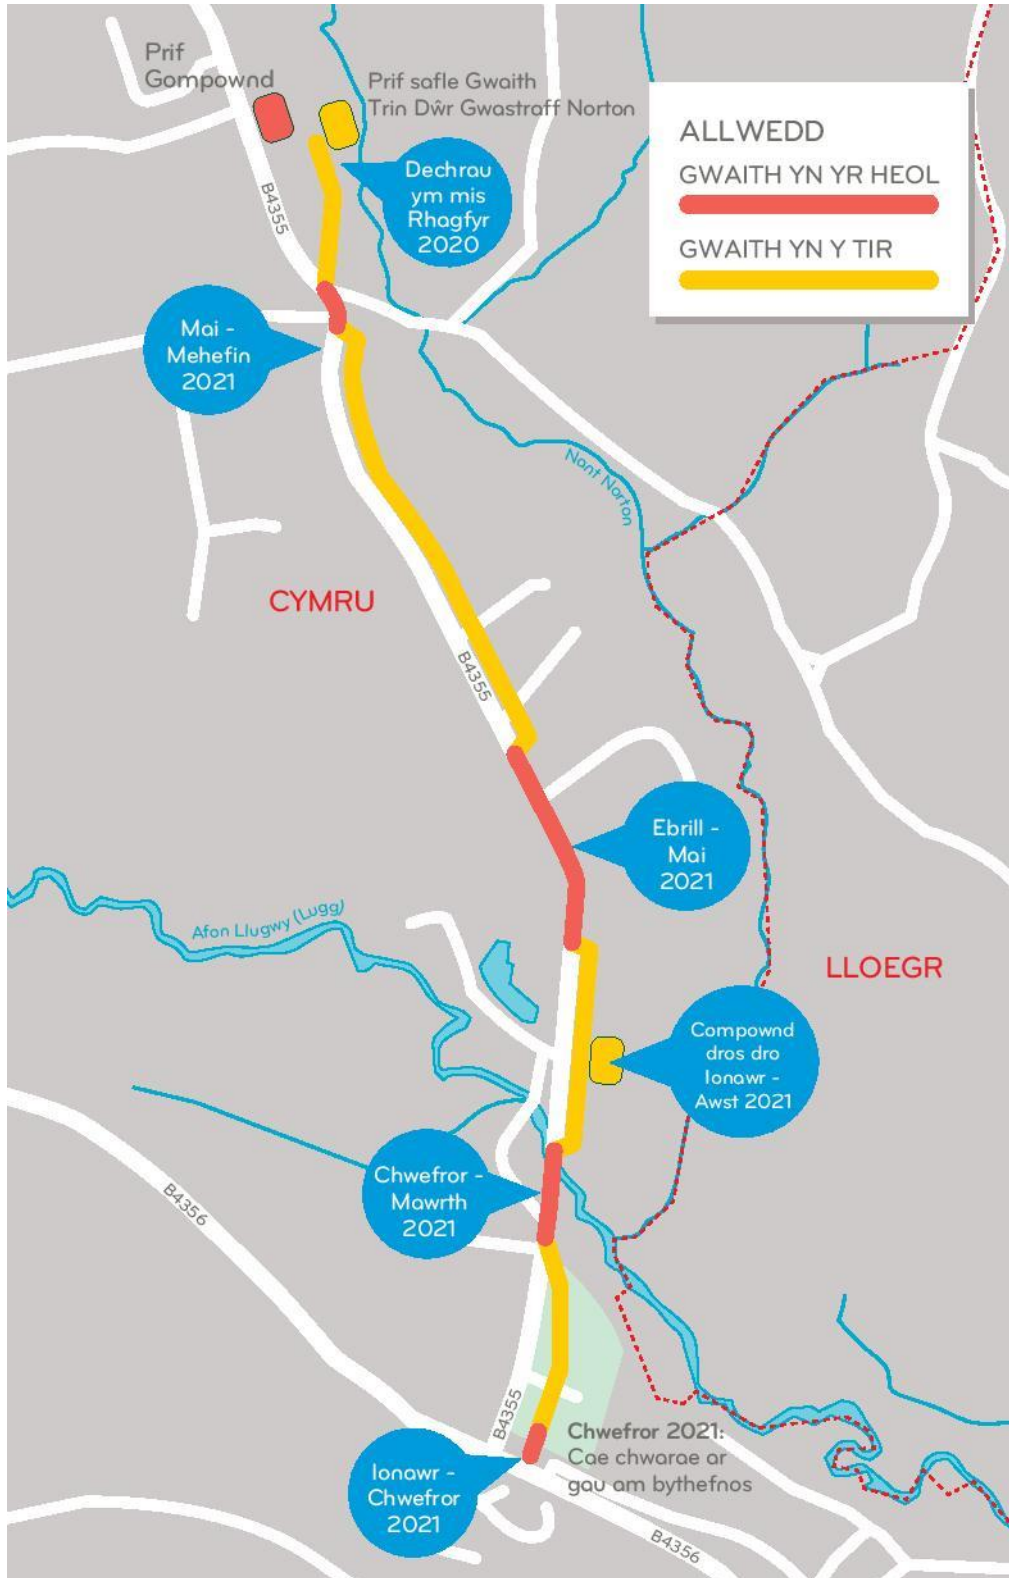 Prif
Gompownd
Prif safle Gwaith
Trin Dŵr Gwastraff Norton
ALLWEDD
GWAITH YN YR HEOL
GWAITH YN Y TIR
Dechrau
ym mis
Rhagfyr
2020
B4355
Mai -
Mehefin
2021
Nant Norton
CYMRU
B4355
Ebrill -
Mai
2021
Afon Llugwy (Lugg)
LLOEGR
Compownd
dros dro
Ionawr -
Awst 2021
Chwefror -
Mawrth
2021
B4356
B4355
Chwefror 2021:
Cae chwarae ar
gau am bythefnos
Ionawr -
Chwefror
2021
B4356